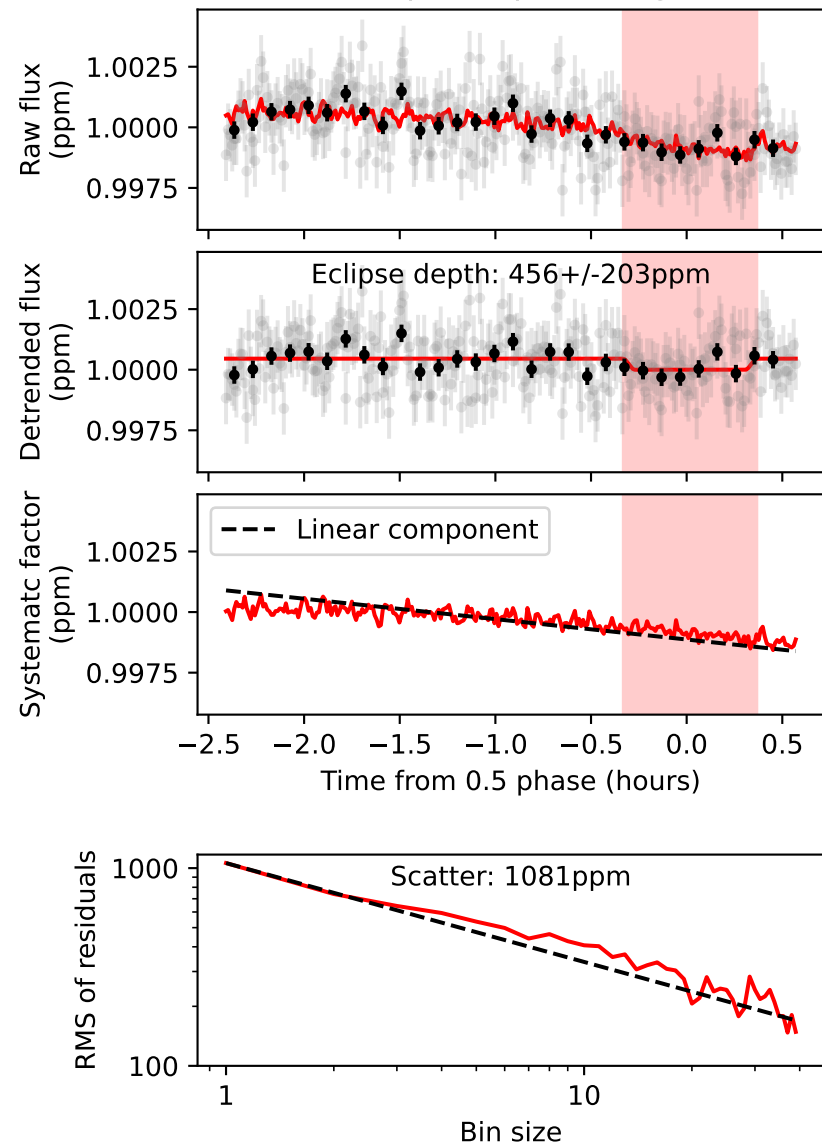 Raw flux
(ppm)
1.0025
1.0000
0.9975
Eclipse depth: 456+/-203ppm
Detrended flux
(ppm)
1.0025
1.0000
0.9975
Linear component
Systematc factor
(ppm)
1.0025
1.0000
0.9975
−2.5 −2.0 −1.5 −1.0 −0.5 0.0 0.5
Time from 0.5 phase (hours)
Scatter: 1081ppm
RMS of residuals
1000
100
1 10
Bin size